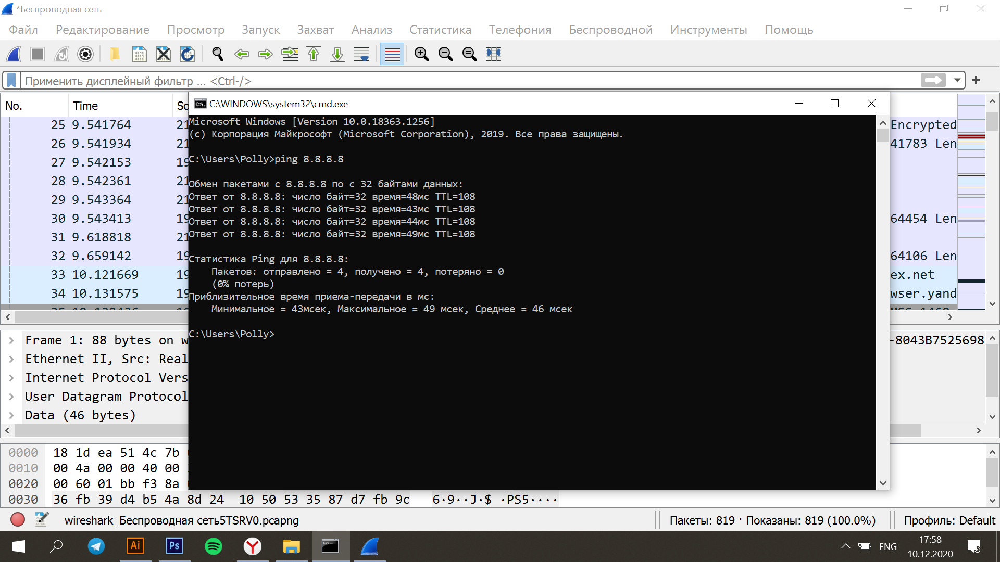 *Беспроводная сеть
Файл Редактирование Просмотр Запуск Захват Анализ Статистика Телефония Беспроводной Инструменты Помощь
Применить дисплейный фильтр ... <Ctrl-/>
No. Time So
C:\WINDOWS\system32\cmd.exe
Microsoft Windows [Version 10.0.18363.1256]
(c) Корпорация Майкрософт (Microsoft Corporation), 2019. Все права защищены.
C:\Users\Polly>ping 8.8.8.8
Обмен пакетами с 8.8.8.8 по с 32 байтами данных:
Ответ от 8.8.8.8: число байт=32 время=48мс TTL=108
Ответ от 8.8.8.8: число байт=32 время=43мс TTL=108
Ответ от 8.8.8.8: число байт=32 время=44мс TTL=108
Ответ от 8.8.8.8: число байт=32 время=49мс TTL=108
Статистика Ping для 8.8.8.8:
Пакетов: отправлено = 4, получено = 4, потеряно = 0
(0% потерь)
Приблизительное время приема-передачи в мс:
Минимальное = 43мсек, Максимальное = 49 мсек, Среднее = 46 мсек
C:\Users\Polly>
25 9.541764 21 Encrypted
26 9.541934 21 41783 Len
27 9.542153 19
28 9.542361 21
29 9.543364 21
30 9.543413 19 64454 Len
31 9.618818 21
32 9.659142 19 64106 Len
33 10.121669 19 ex.net
34 10.131575 19 wser.yand
Frame 1: 88 bytes on w -8043B7525698
Ethernet II, Src: Real
Internet Protocol Vers
User Datagram Protocol
Data (46 bytes)
0000 18 1d ea 51 4c 7b
0010 00 4a 00 00 40 00
0020 00 60 01 bb f3 8a
0030 36 fb 39 d4 b5 4a 8d 24 10 50 53 35 87 d7 fb 9c 6·9··J·$ ·PS5····
wireshark_Беспроводная сеть5TSRV0.pcapng
Пакеты: 819 · Показаны: 819 (100.0%)
Профиль: Default
Ai
Ps
ENG
17:58
10.12.2020